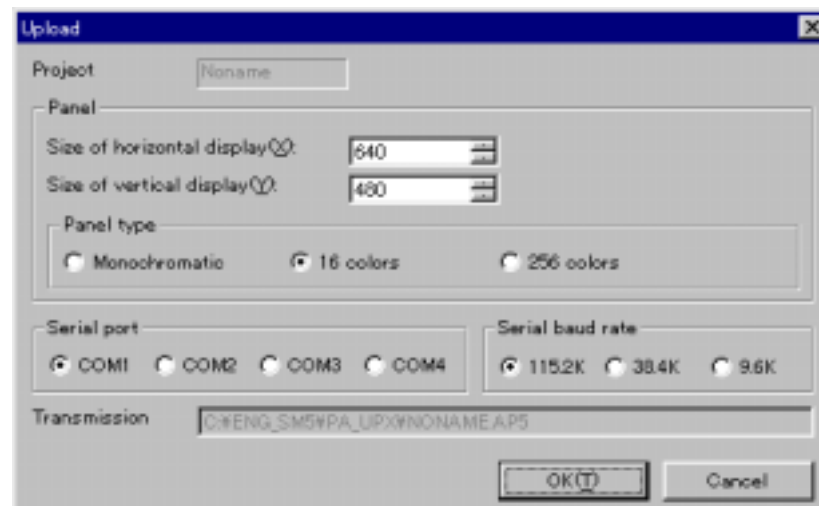 Upload
Project Noname
Panel
Size of horizontal display(X): 640
Size of vertical display(Y): 480
Panel type
Monochromatic 16 colors 256 colors
Serial port Serial baud rate
COM1 COM2 COM3 COM4 115.2K 38.4K 9.6K
Transmission C:¥ENG_SM5¥PA_UPX¥NONAME.AP5
OK(T) Cancel